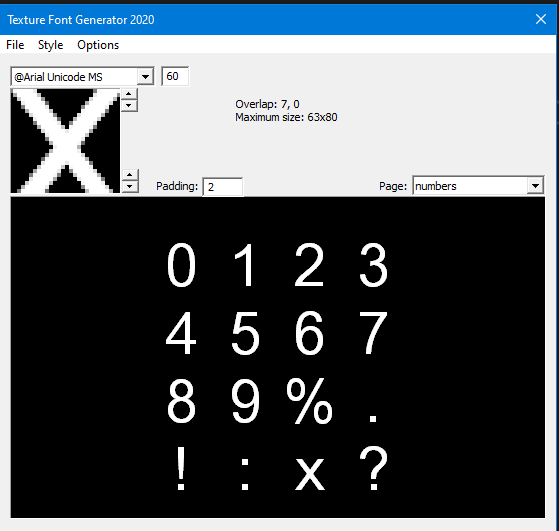 Texture Font Generator 2020
File Style Options
@Arial Unicode MS 60
Overlap: 7, 0
Maximum size: 63x80
X
Padding: 2 Page: numbers
0 1 2 3
4 5 6 7
8 9 % .
! : x ?